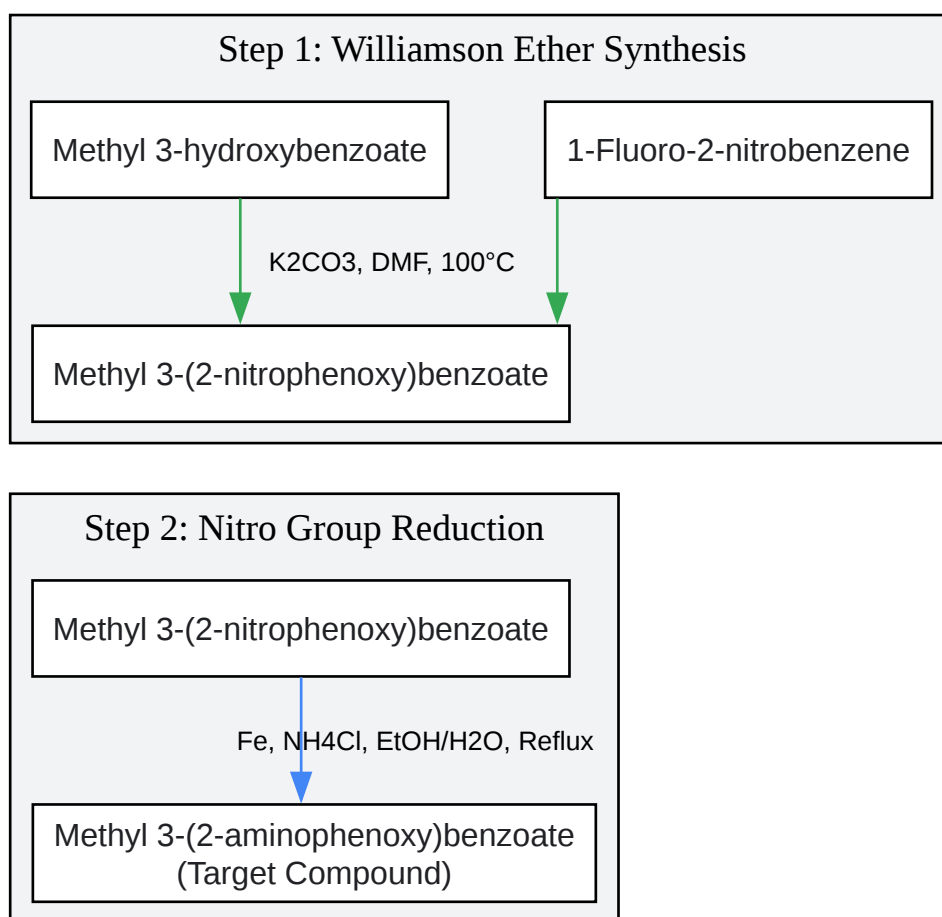 Step 1: Williamson Ether Synthesis
Methyl 3-hydroxybenzoate
1-Fluoro-2-nitrobenzene
K2CO3, DMF, 100°C
Methyl 3-(2-nitrophenoxy)benzoate
Step 2: Nitro Group Reduction
Methyl 3-(2-nitrophenoxy)benzoate
Fe, NH4Cl, EtOH/H2O, Reflux
Methyl 3-(2-aminophenoxy)benzoate
(Target Compound)